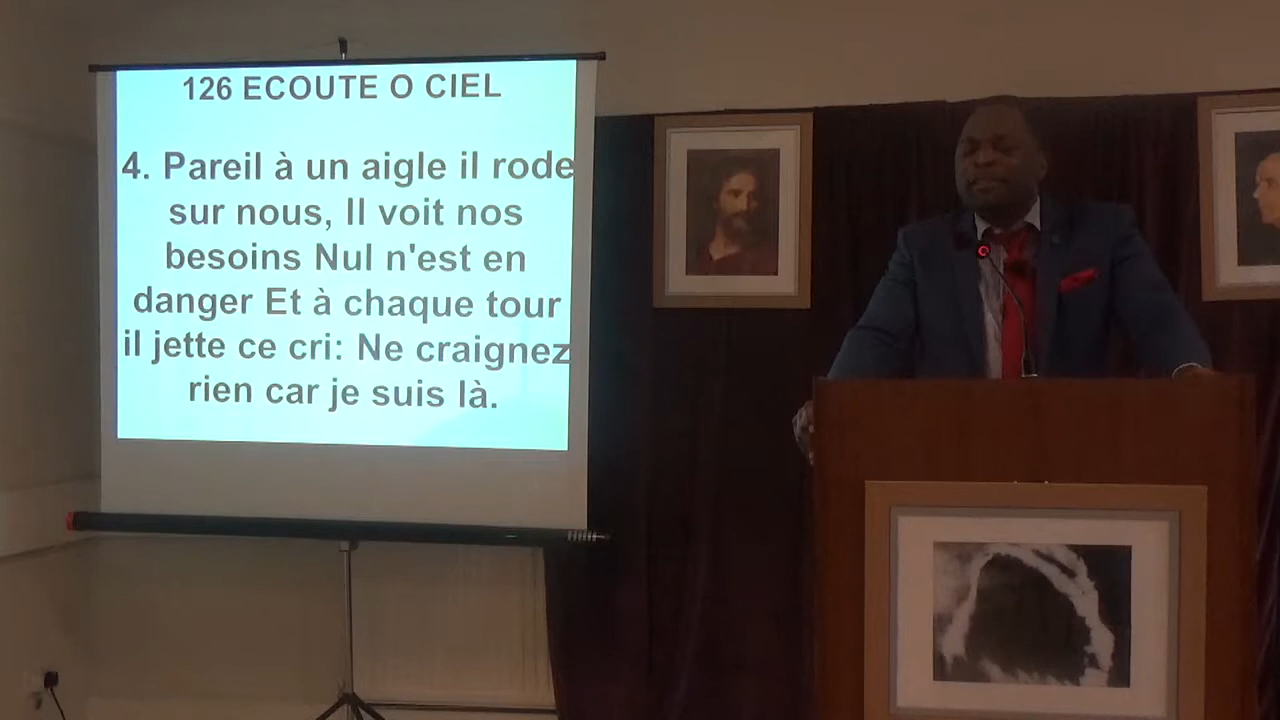 126 ECOUTE O CIEL
4. Pareil à un aigle il rode
sur nous, Il voit nos
besoins Nul n'est en
danger Et à chaque tour
il jette ce cri: Ne craignez
rien car je suis là.